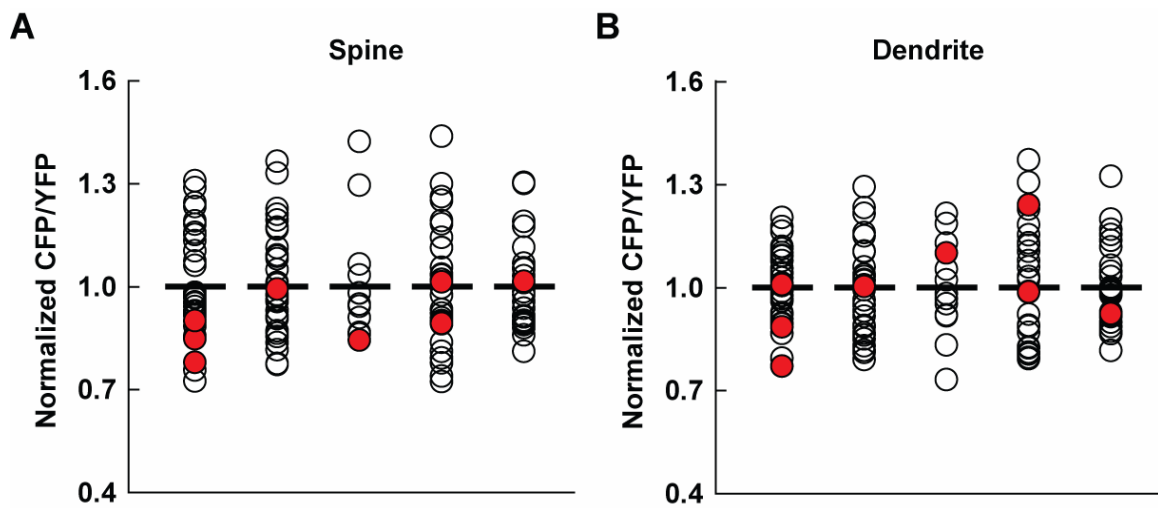 A
Spine
Normalized CFP/YFP
1.6
1.3
1.0
0.7
0.4
B
Dendrite
Normalized CFP/YFP
1.6
1.3
1.0
0.7
0.4